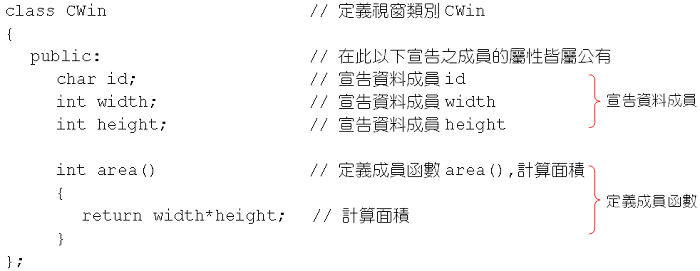 class CWin // 定義視窗類別 CWin
{
public: // 在此以下宣告之成員的屬性皆屬公有
char id; // 宣告資料成員 id
int width; // 宣告資料成員 width 宣告資料成員
int height; // 宣告資料成員 height
int area() // 定義成員函數 area(),計算面積
{
定義成員函數
return width*height; // 計算面積
}
};